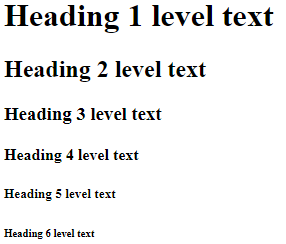 Heading 1 level text
Heading 2 level text
Heading 3 level text
Heading 4 level text
Heading 5 level text
Heading 6 level text